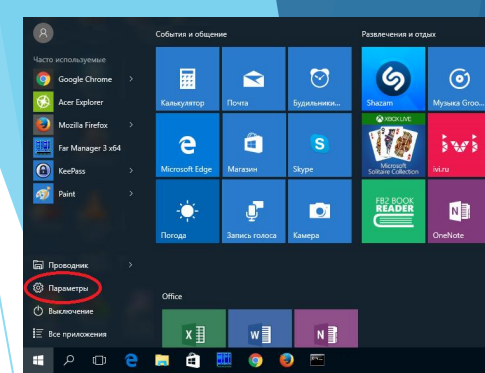 События и общение
Развлечения и отдых
Часто используемые
Google Chrome
Acer Explorer
Mozilla Firefox
Far Manager 3 x64
KeePass
Paint
Калькулятор
Почта
Будильники...
Shazam
Музыка Groo...
Microsoft Edge
Магазин
Skype
XBOX LIVE
Microsoft
Solitaire Collection
ivi
ivi.ru
Погода
Запись голоса
Камера
FB2 BOOK
READER
OneNote
Проводник
Параметры
Выключение
Все приложения
Office